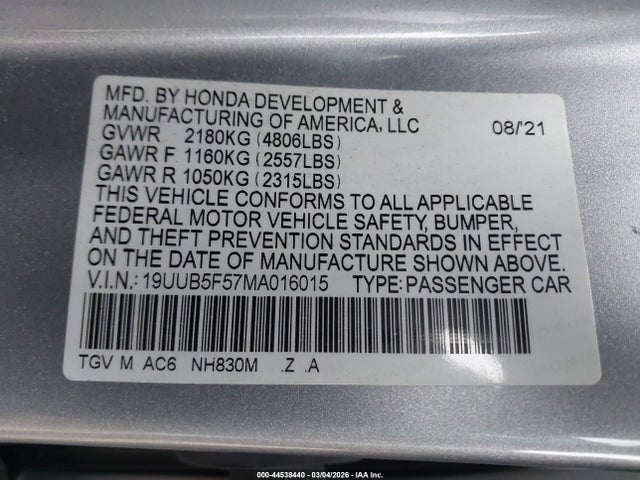 MFD. BY HONDA DEVELOPMENT &
MANUFACTURING OF AMERICA, LLC 08/'21
GVWR 2180KG (4806LBS)
GAWR F 1160KG (2557LBS)
GAWR R 1050KG (2315LBS)
THIS VEHICLE CONFORMS TO ALL APPLICABLE
FEDERAL MOTOR VEHICLE SAFETY, BUMPER,
AND THEFT PREVENTION STANDARDS IN EFFECT
ON THE DATE OF MANUFACTURE SHOWN ABOVE.
V.I.N.:19UUB5F57MA016015 TYPE:PASSENGER CAR
TGV M AC6 NH830M .Z .A
000-44538440 - 03/04/2026 - IAA Inc.